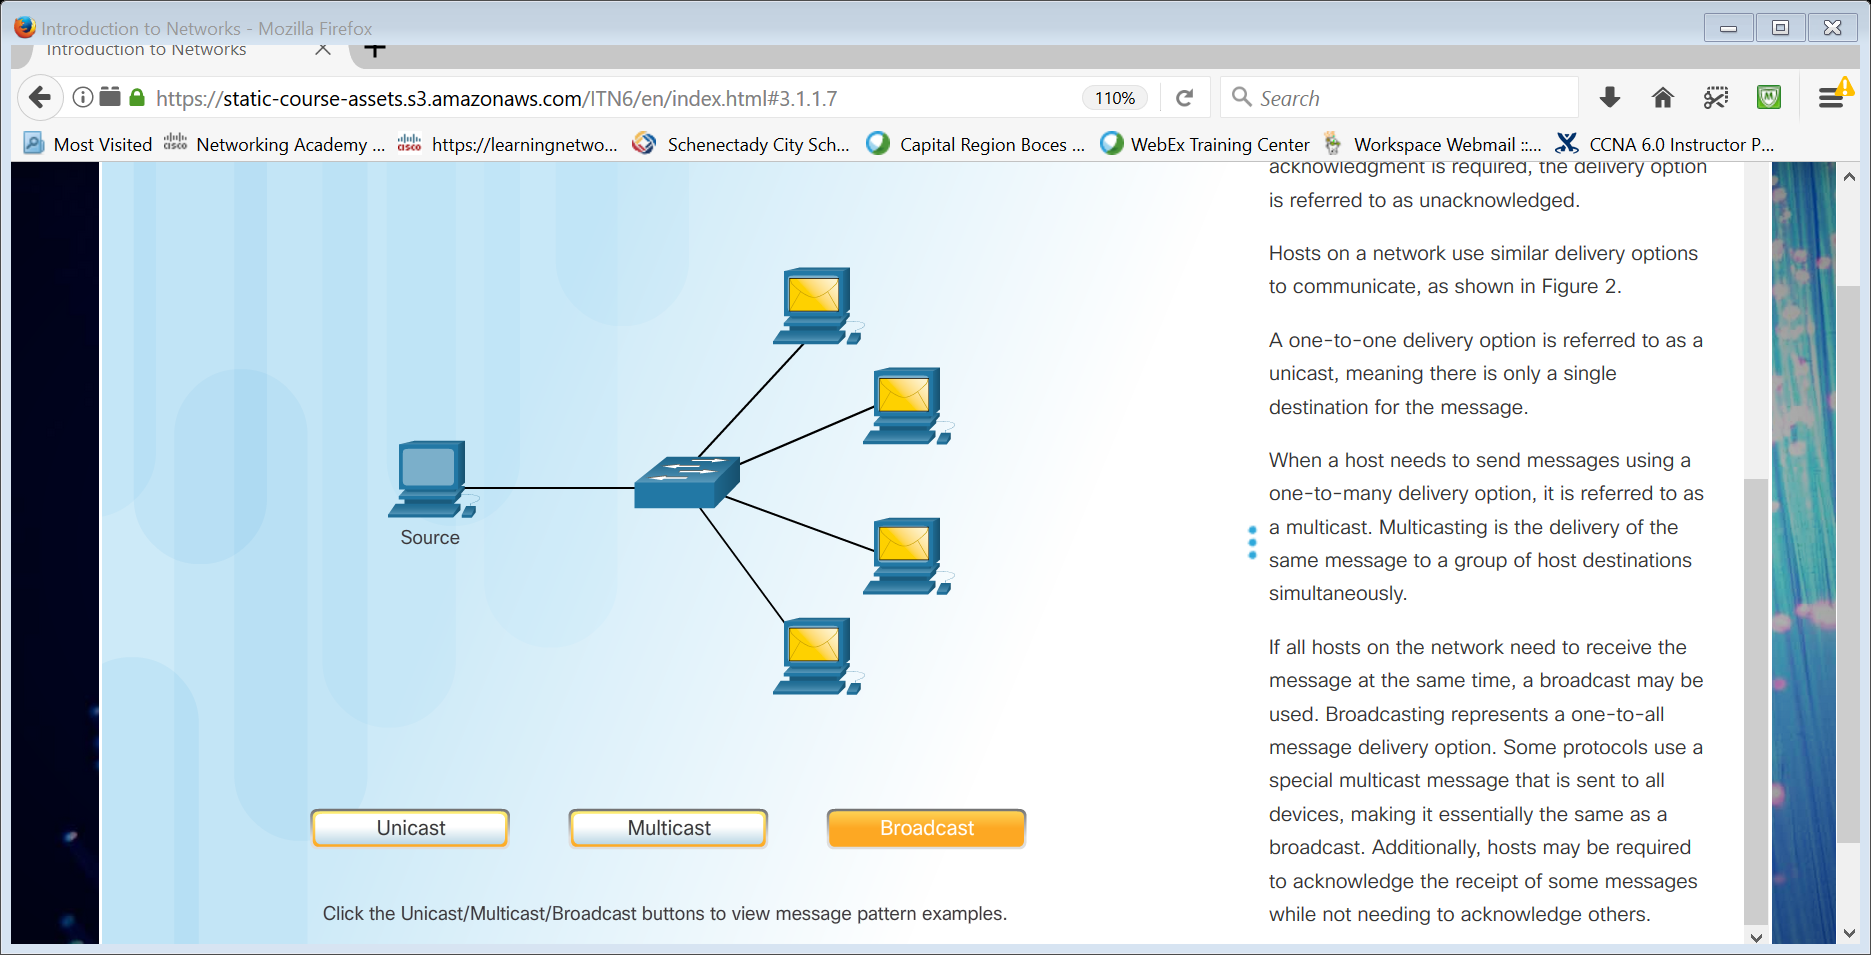 Introduction to Networks - Mozilla Firefox
Introduction to Networks
https://static-course-assets.s3.amazonaws.com/ITN6/en/index.html#3.1.1.7
110%
Search
Most Visited
Networking Academy ...
https://learningnetwo...
Schenectady City Sch...
Capital Region Boces ...
WebEx Training Center
Workspace Webmail ::...
CCNA 6.0 Instructor P...
Source
Unicast
Multicast
Broadcast
Click the Unicast/Multicast/Broadcast buttons to view message pattern examples.
acknowledgment is required, the delivery option
is referred to as unacknowledged.
Hosts on a network use similar delivery options
to communicate, as shown in Figure 2.
A one-to-one delivery option is referred to as a
unicast, meaning there is only a single
destination for the message.
When a host needs to send messages using a
one-to-many delivery option, it is referred to as
a multicast. Multicasting is the delivery of the
same message to a group of host destinations
simultaneously.
If all hosts on the network need to receive the
message at the same time, a broadcast may be
used. Broadcasting represents a one-to-all
message delivery option. Some protocols use a
special multicast message that is sent to all
devices, making it essentially the same as a
broadcast. Additionally, hosts may be required
to acknowledge the receipt of some messages
while not needing to acknowledge others.